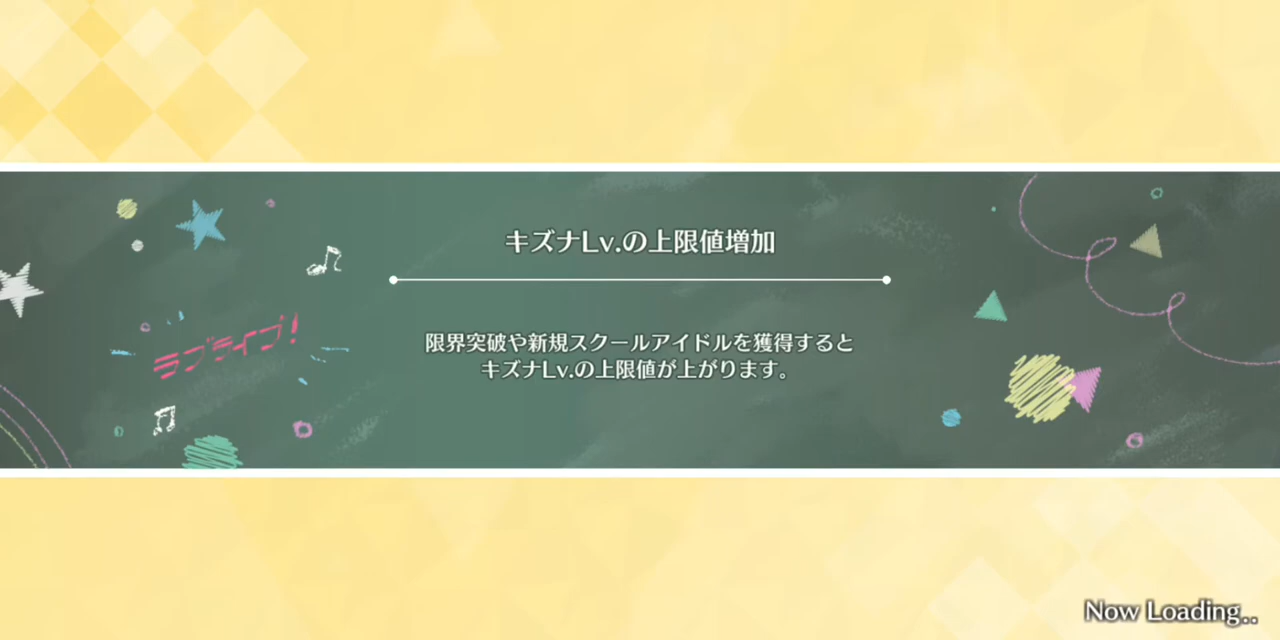 キズナLv.の上限値増加
ラブライブ!
限界突破や新規スクールアイドルを獲得すると
キズナLv.の上限値が上がります。
Now Loading..